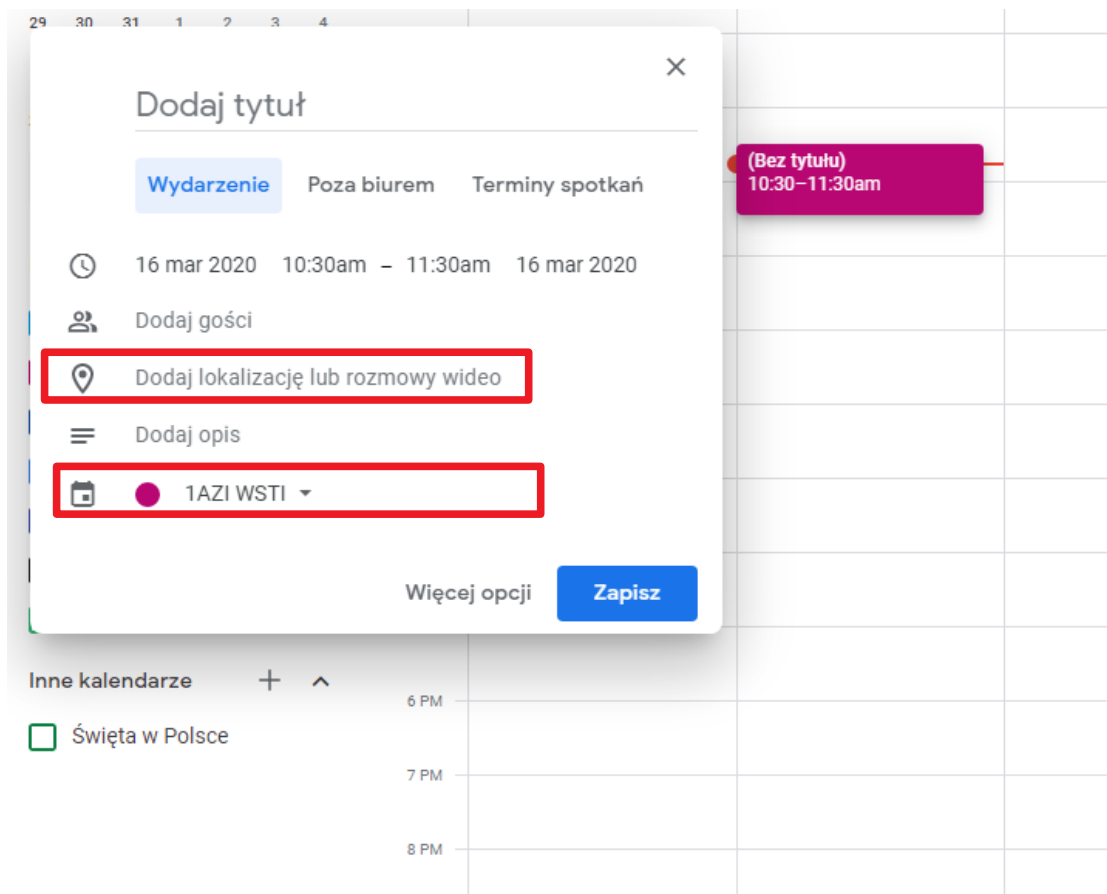 29 30 31 1 2 3 4
Dodaj tytuł
Wydarzenie Poza biurem Terminy spotkań
16 mar 2020 10:30am – 11:30am 16 mar 2020
Dodaj gości
Dodaj lokalizację lub rozmowy wideo
Dodaj opis
1AZI WSTI
Więcej opcji Zapisz
(Bez tytułu)
10:30–11:30am
Inne kalendarze
Święta w Polsce
6 PM
7 PM
8 PM